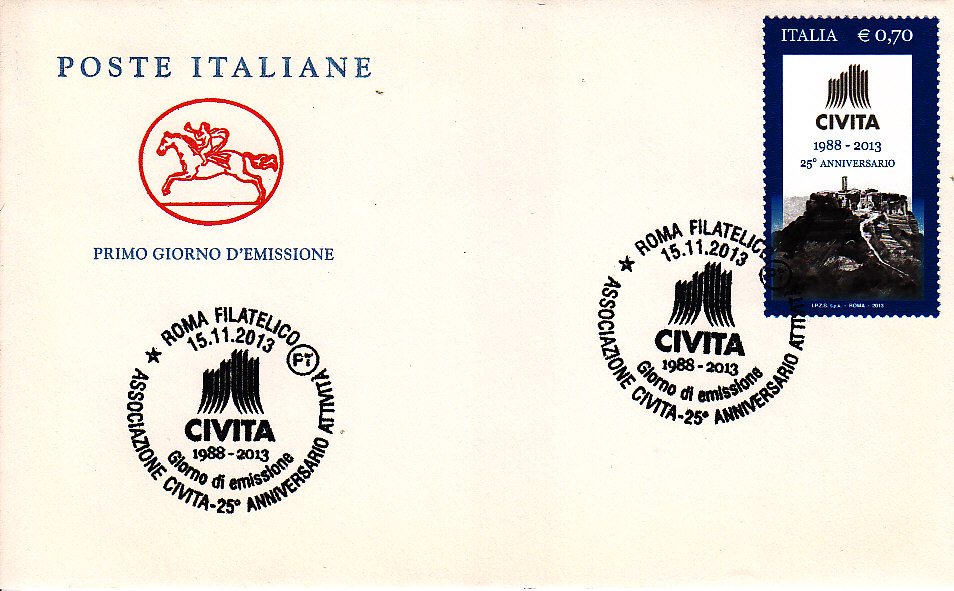 POSTE ITALIANE
PRIMO GIORNO D'EMISSIONE
ROMA FILATELICO
15.11.2013
CIVITA
1988-2013
Giorno di emissione
ASSOCIAZIONE CIVITA-25° ANNIVERSARIO ATTIVITÀ
ITALIA € 0,70
CIVITA
1988 - 2013
25° ANNIVERSARIO
I.P.Z.S. S.p.A. - ROMA - 2013
ROMA FILATELICO
15.11.2013
CIVITA
1988-2013
Giorno di emissione
ASSOCIAZIONE CIVITA-25° ANNIVERSARIO ATTIVITÀ